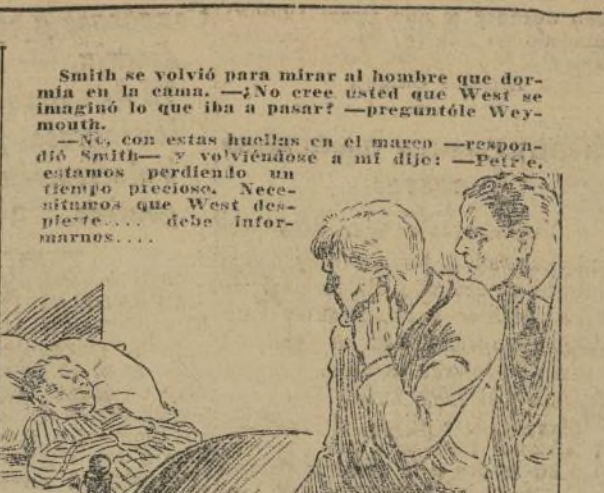 Smith se volvió para mirar al hombre que dor-
mía en la cama. —¿No cree usted que West se
imaginó lo que iba a pasar? —preguntóle Wey-
mouth.
—No, con estas huellas en el marco —respon-
dió Smith— y volviéndose a mí dijo: —Petrie,
estamos perdiendo un
tiempo precioso. Nece-
sitamos que West des-
pierte.... debe infor-
marnos....